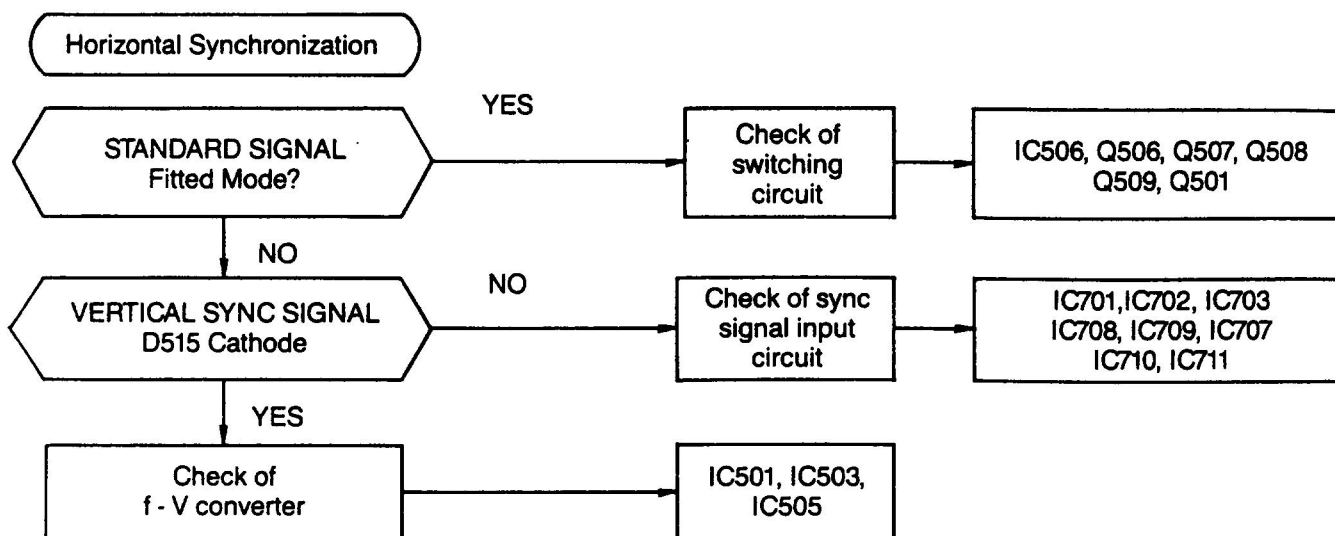 Horizontal Synchronization
YES
STANDARD SIGNAL
Fitted Mode?
Check of
switching
circuit
IC506, Q506, Q507, Q508
Q509, Q501
NO
VERTICAL SYNC SIGNAL
D515 Cathode
NO
Check of sync
signal input
circuit
IC701,IC702, IC703
IC708, IC709, IC707
IC710, IC711
YES
Check of
f - V converter
IC501, IC503,
IC505